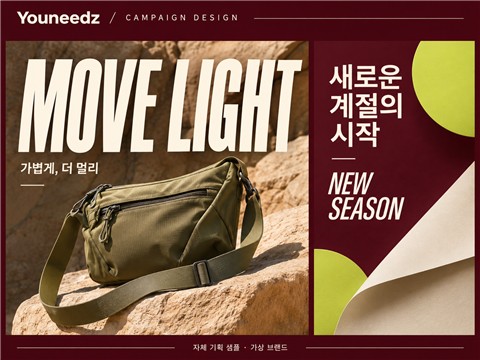 Youneedz / CAMPAIGN DESIGN
MOVE LIGHT
가볍게, 더 멀리
새로운
계절의
시작
NEW
SEASON
자체 기획 샘플 · 가상 브랜드